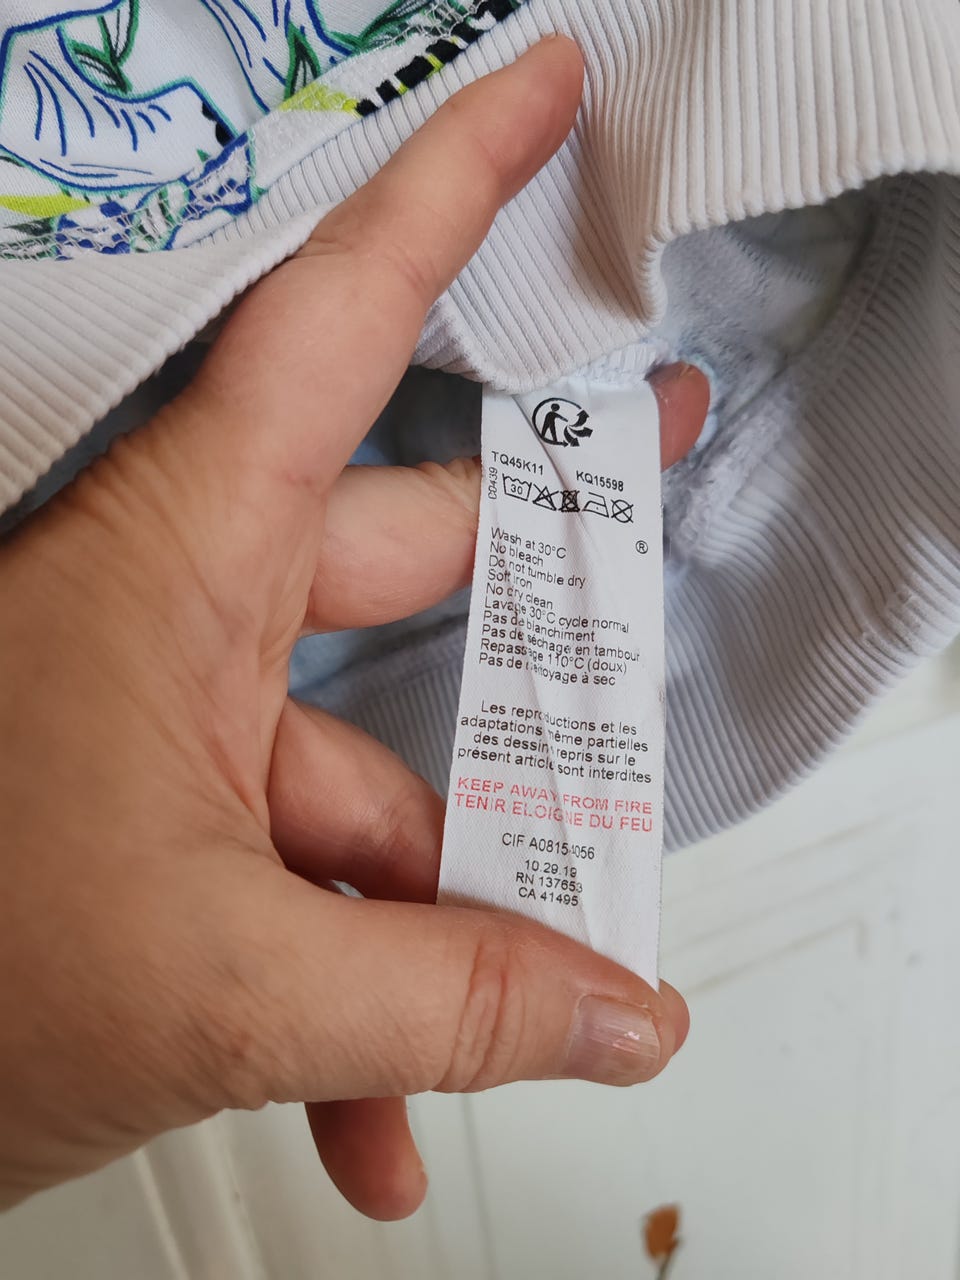 TQ45K11 KQ15598
C0439
30
®
Wash at 30°C
No bleach
Do not tumble dry
Soft iron
No dry clean
Lavage 30°C cycle normal
Pas de blanchiment
Pas de séchage en tambour
Repassage 110°C (doux)
Pas de nettoyage à sec
Les reproductions et les
adaptations même partielles
des dessins repris sur le
présent article sont interdites
KEEP AWAY FROM FIRE
TENIR ELOIGNE DU FEU
CIF
10.29.19
RN 137653
CA 41495